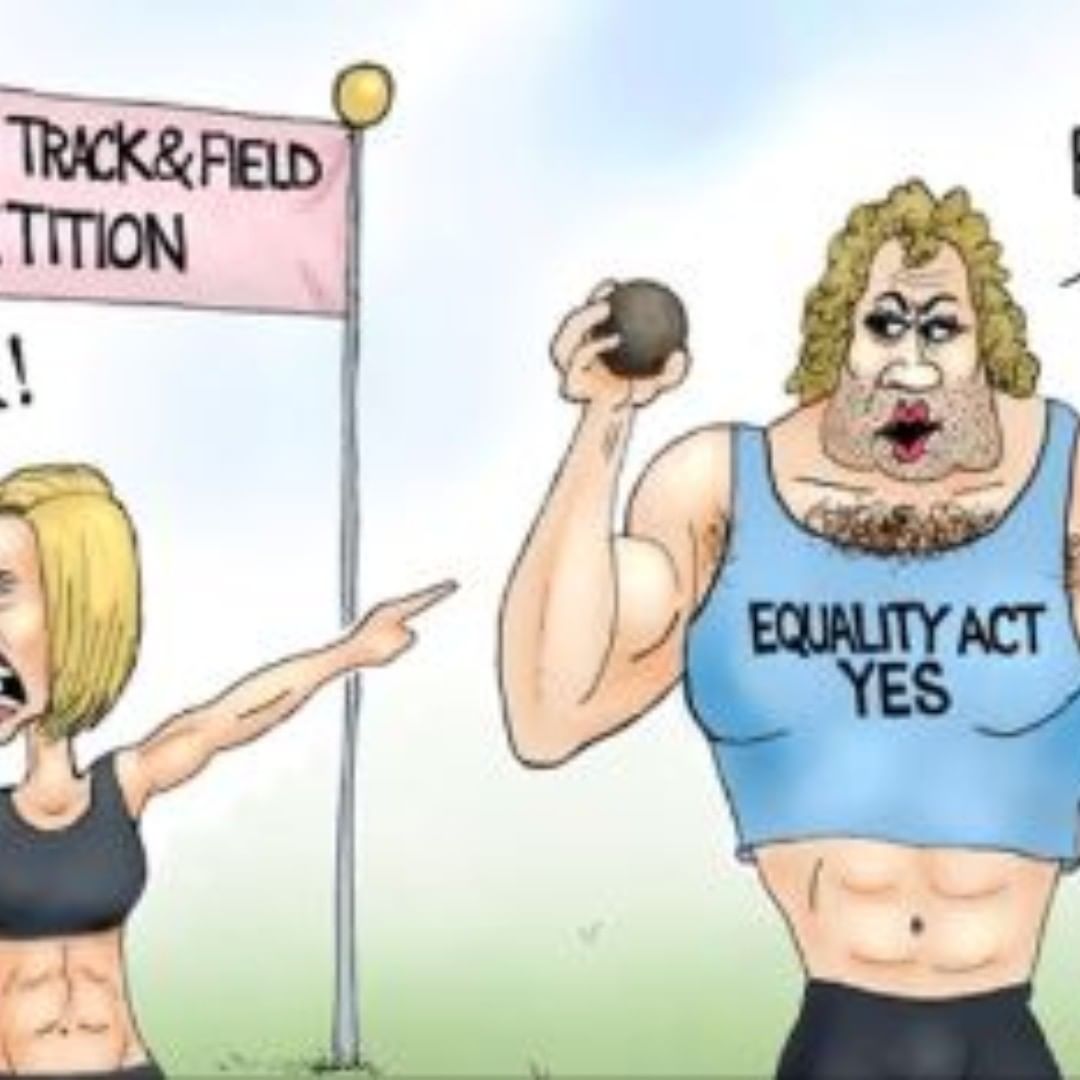 TRACK & FIELD
TITION
!
EQUALITY ACT
YES